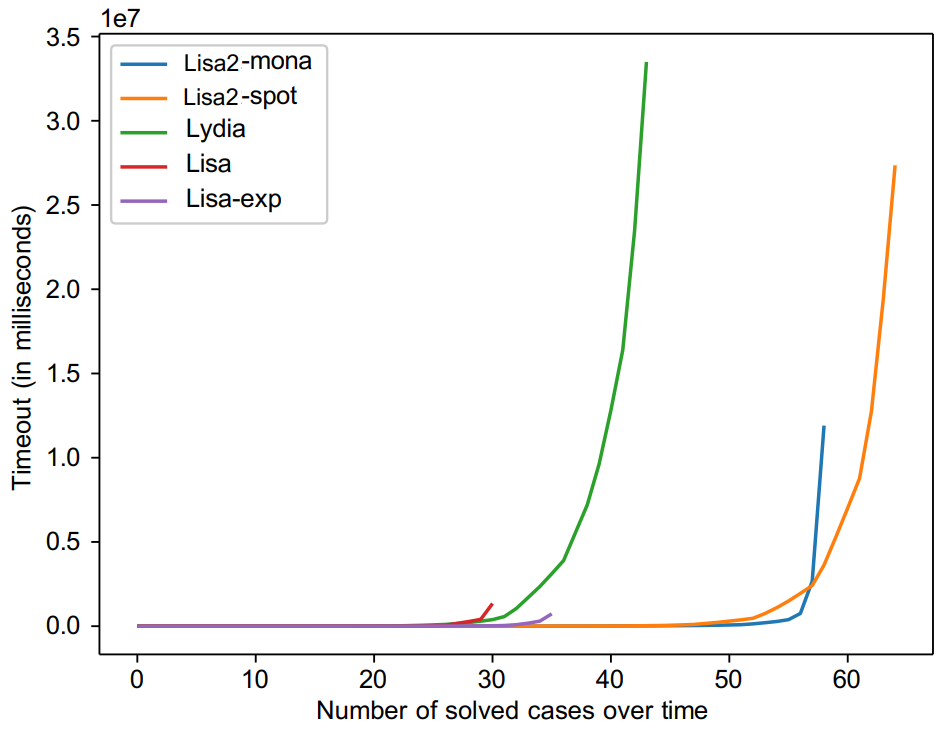 1e7
3.5
3.0
2.5
2.0
1.5
1.0
0.5
0.0
Timeout (in milliseconds)
Lisa2-mona
Lisa2-spot
Lydia
Lisa
Lisa-exp
0 10 20 30 40 50 60
Number of solved cases over time